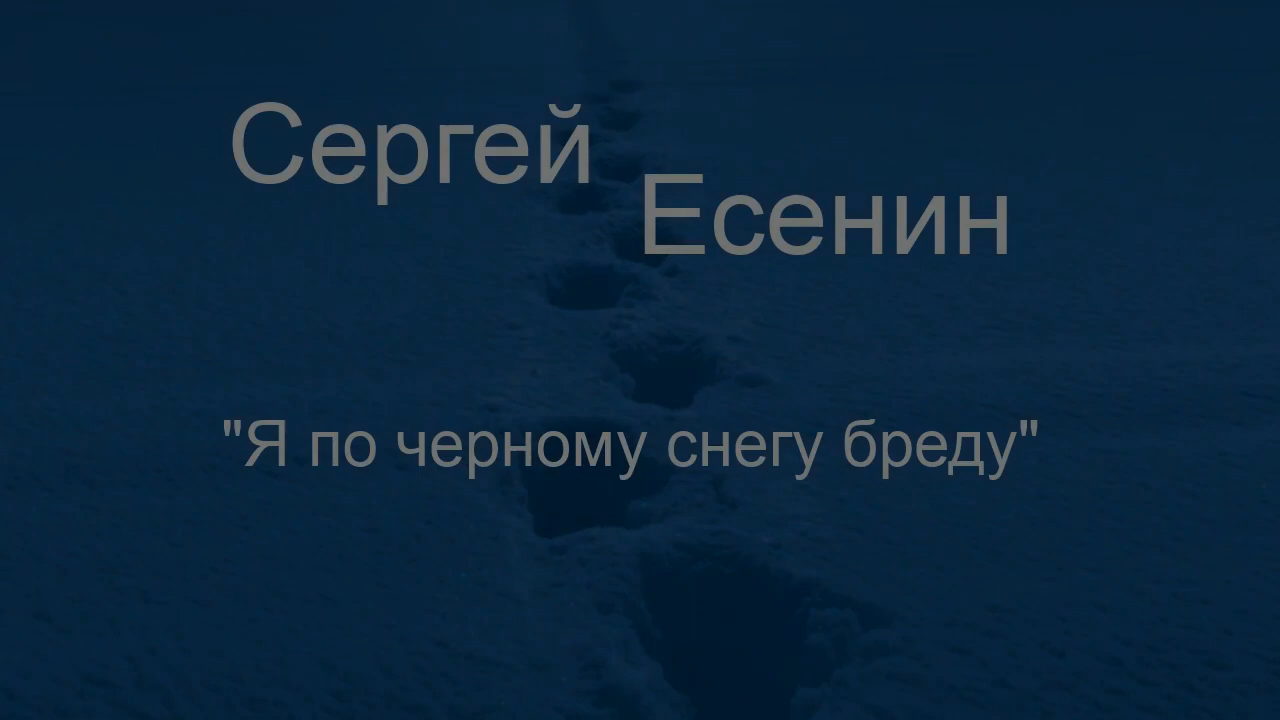 Сергей
Есенин
"Я по черному снегу бреду"